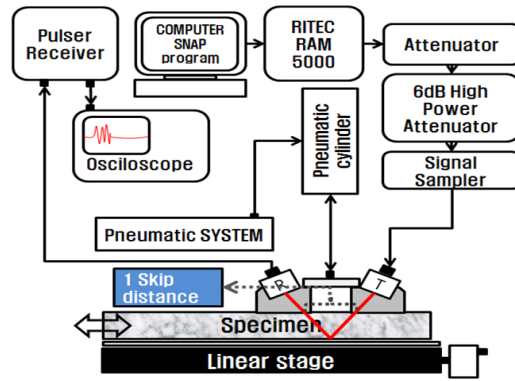 Pulser
Receiver
COMPUTER
SNAP
program
RITEC
RAM
5000
Attenuator
6dB High
Power
Attenuator
Signal
Sampler
Osciloscope
Pneumatic
cylinder
Pneumatic SYSTEM
1 Skip
distance
R
T
Specimen
Linear stage